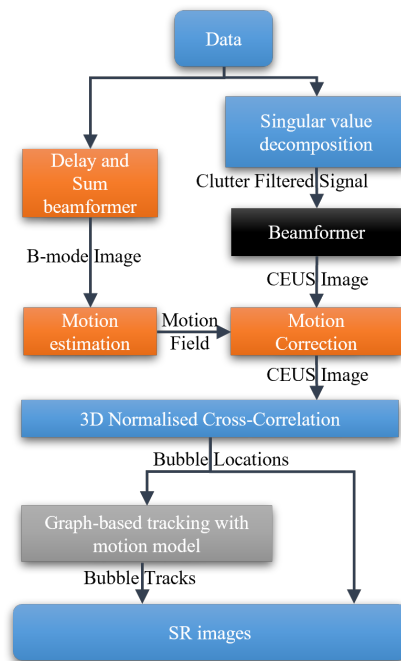 Data
Delay and
Sum
beamformer
Singular value
decomposition
Clutter Filtered Signal
Beamformer
B-mode Image
CEUS Image
Motion
estimation
Motion
Field
Motion
Correction
CEUS Image
3D Normalised Cross-Correlation
Bubble Locations
Graph-based tracking with
motion model
Bubble Tracks
SR images